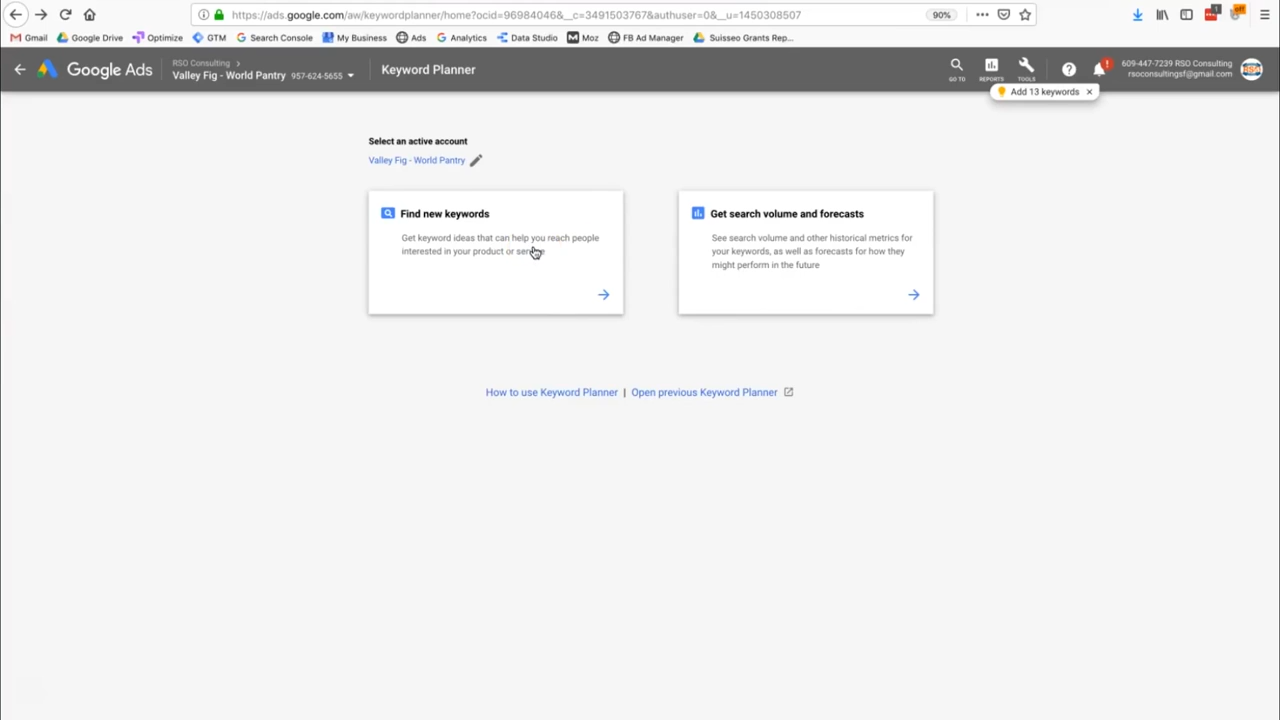 https://ads.google.com/aw/keywordplanner/home?ocid=96984046&__c=3491503767&authuser=0&__u=1450308507
90%
1
off
Gmail
Google Drive
Optimize
GTM
Search Console
My Business
Ads
Analytics
Data Studio
Moz
FB Ad Manager
Suisseo Grants Rep...
Google Ads
RSO Consulting >
Valley Fig - World Pantry 957-624-5655
Keyword Planner
GO TO
REPORTS
TOOLS
?
!
609-447-7239 RSO Consulting
rsoconsultingsf@gmail.com
Add 13 keywords ×
Select an active account
Valley Fig - World Pantry
Find new keywords
Get keyword ideas that can help you reach people
interested in your product or service
Get search volume and forecasts
See search volume and other historical metrics for
your keywords, as well as forecasts for how they
might perform in the future
How to use Keyword Planner | Open previous Keyword Planner